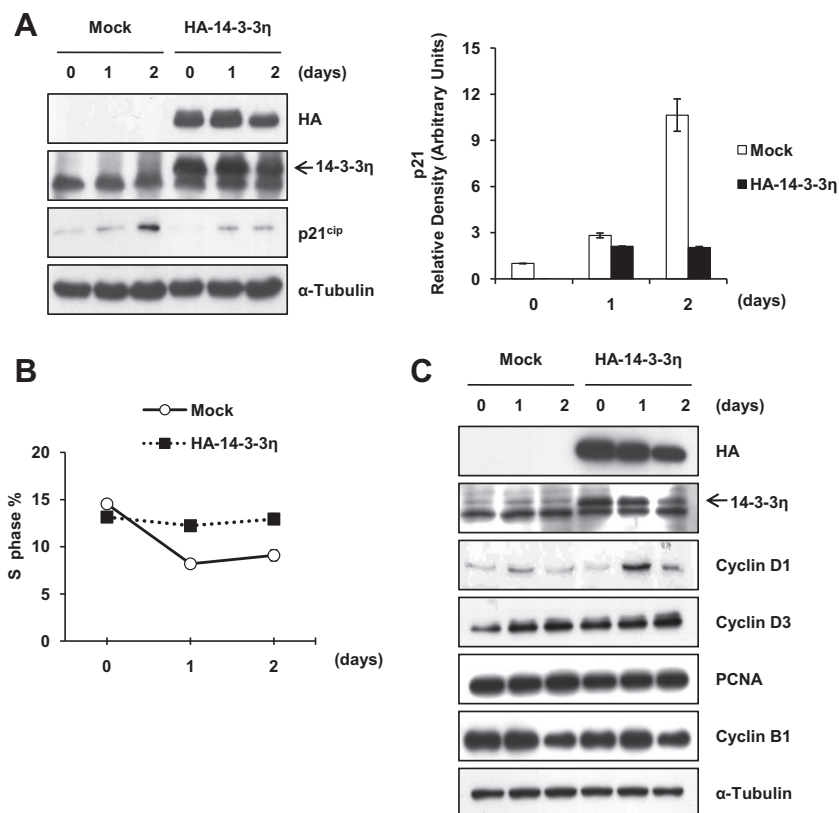 A
Mock HA-14-3-3η
0 1 2 0 1 2 (days)
HA
14-3-3η
p21cip
α-Tubulin
p21
Relative Density (Arbitrary Units)
15
12
9
6
3
0
0 1 2 (days)
Mock
HA-14-3-3η
B
Mock
HA-14-3-3η
S phase %
20
15
10
5
0
0 1 2 (days)
C
Mock HA-14-3-3η
0 1 2 0 1 2 (days)
HA
14-3-3η
Cyclin D1
Cyclin D3
PCNA
Cyclin B1
α-Tubulin